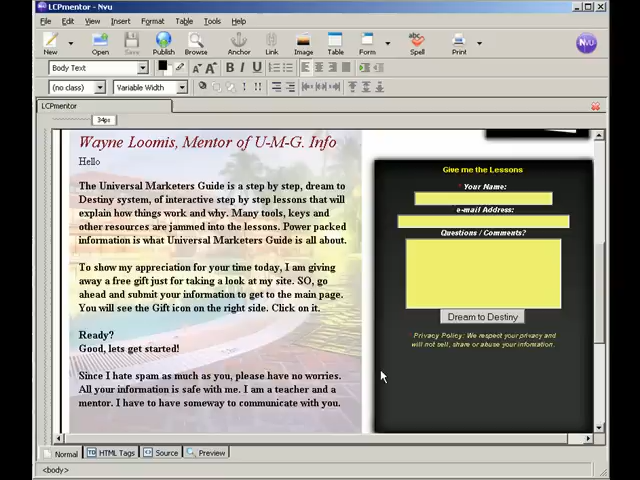 LCPmentor - Nvu
File Edit View Insert Format Table Tools Help
New Open Save Publish Browse Anchor Link Image Table Form Spell Print
NVU
Body Text
B I U
(no class) Variable Width
LCPmentor
34px
Wayne Loomis, Mentor of U-M-G. Info
Hello
The Universal Marketers Guide is a step by step, dream to
Destiny system, of interactive step by step lessons that will
explain how things work and why. Many tools, keys and
other resources are jammed into the lessons. Power packed
information is what Universal Marketers Guide is all about.
To show my appreciation for your time today, I am giving
away a free gift just for taking a look at my site. SO, go
ahead and submit your information to get to the main page.
You will see the Gift icon on the right side. Click on it.
Ready?
Good, lets get started!
Since I hate spam as much as you, please have no worries.
All your information is safe with me. I am a teacher and a
mentor. I have to have someway to communicate with you.
Give me the Lessons
* Your Name:
e-mail Address:
Questions / Comments?
Dream to Destiny
Privacy Policy: We respect your privacy and
will not sell, share or abuse your information.
Normal HTML Tags Source Preview
<body>